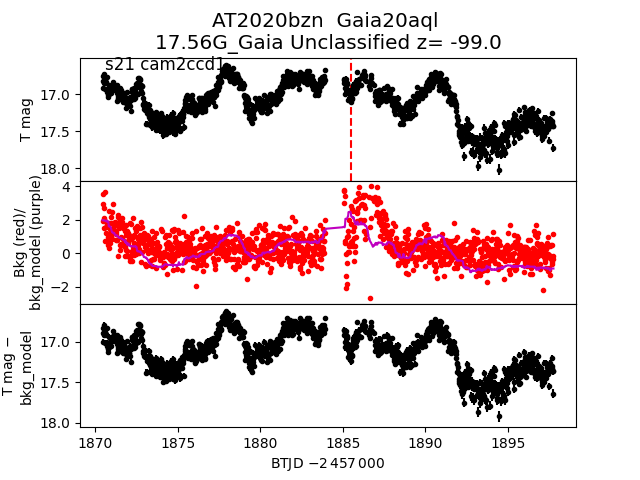 AT2020bzn  Gaia20aql
17.56G_Gaia Unclassified z= -99.0
s21 cam2ccd1
T mag
17.0
17.5
18.0
Bkg (red)/
bkg_model (purple)
4
2
0
−2
T mag −
bkg_model
17.0
17.5
18.0
1870 1875 1880 1885 1890 1895
BTJD −2 457 000